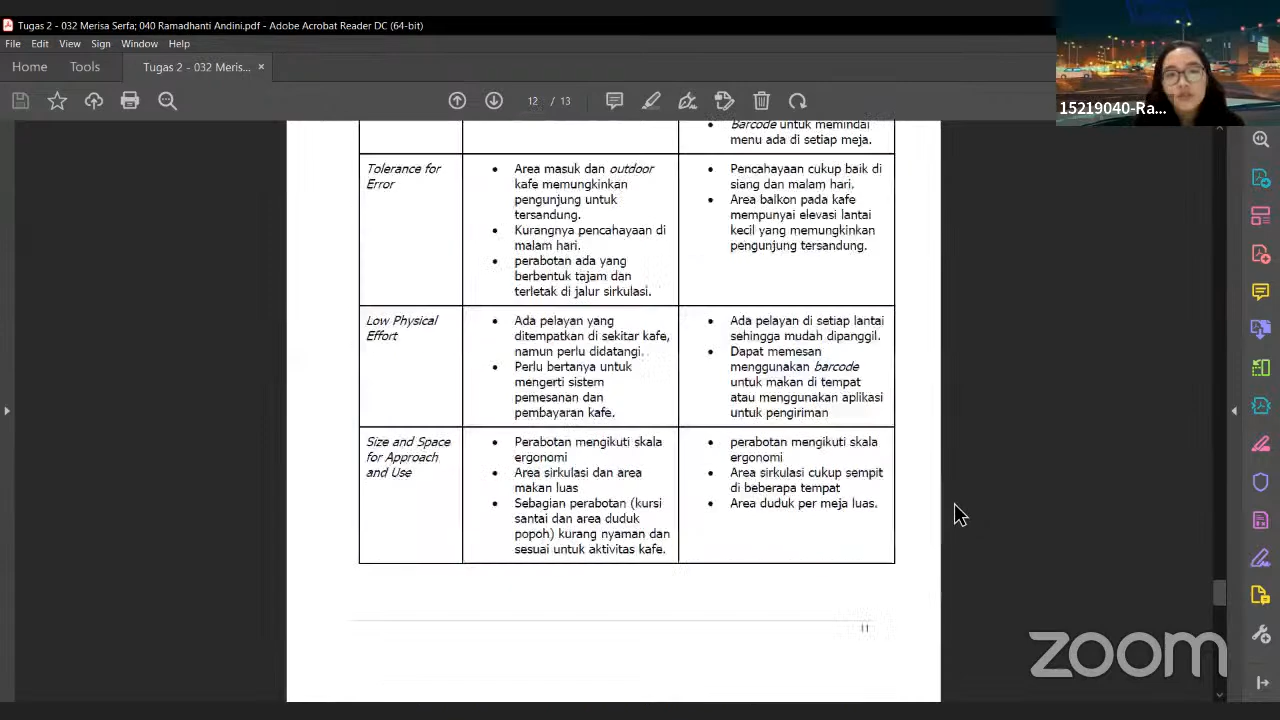 Tugas 2 - 032 Merisa Serfa; 040 Ramadhanti Andini.pdf - Adobe Acrobat Reader DC (64-bit)
File Edit View Sign Window Help
Home Tools Tugas 2 - 032 Meris... ×
12 / 13
15219040-Ra...
Barcode untuk memindai
menu ada di setiap meja.
Tolerance for
Error
• Area masuk dan outdoor
kafe memungkinkan
pengunjung untuk
tersandung.
• Kurangnya pencahayaan di
malam hari.
• perabotan ada yang
berbentuk tajam dan
terletak di jalur sirkulasi.
• Pencahayaan cukup baik di
siang dan malam hari.
• Area balkon pada kafe
mempunyai elevasi lantai
kecil yang memungkinkan
pengunjung tersandung.
Low Physical
Effort
• Ada pelayan yang
ditempatkan di sekitar kafe,
namun perlu didatangi.
• Perlu bertanya untuk
mengerti sistem
pemesanan dan
pembayaran kafe.
• Ada pelayan di setiap lantai
sehingga mudah dipanggil.
• Dapat memesan
menggunakan barcode
untuk makan di tempat
atau menggunakan aplikasi
untuk pengiriman
Size and Space
for Approach
and Use
• Perabotan mengikuti skala
ergonomi
• Area sirkulasi dan area
makan luas
• Sebagian perabotan (kursi
santai dan area duduk
popoh) kurang nyaman dan
sesuai untuk aktivitas kafe.
• perabotan mengikuti skala
ergonomi
• Area sirkulasi cukup sempit
di beberapa tempat
• Area duduk per meja luas.
11
zoom